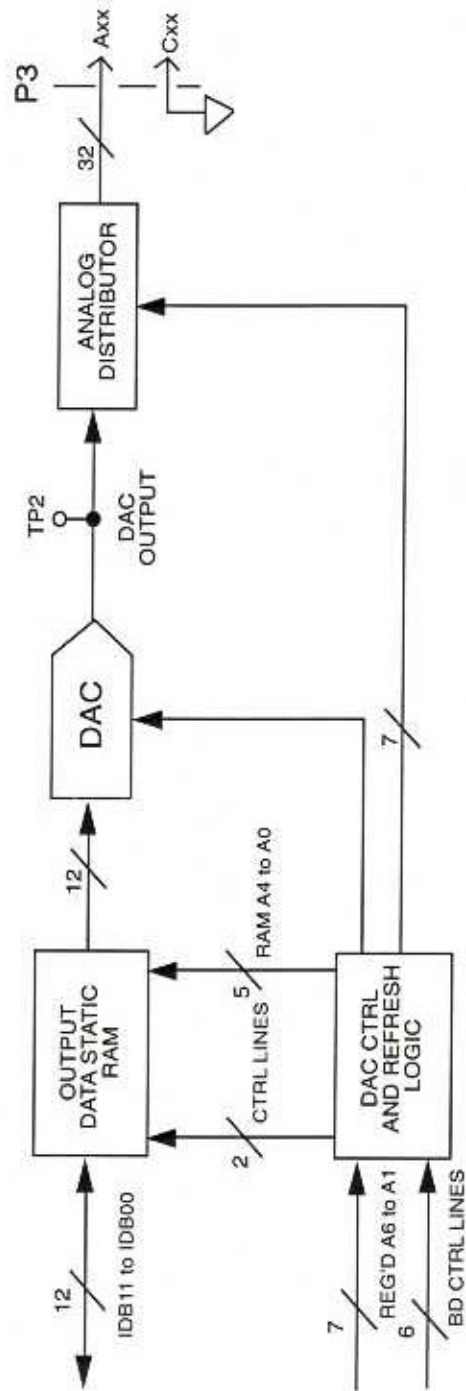 P3
32
Axx
Cxx
ANALOG
DISTRIBUTOR
TP2
DAC
OUTPUT
DAC
7
12
OUTPUT
DATA STATIC
RAM
RAM A4 to A0
5
CTRL LINES
2
12
IDB11 to IDB00
DAC CTRL
AND REFRESH
LOGIC
7
REG'D A6 to A1
6
BD CTRL LINES